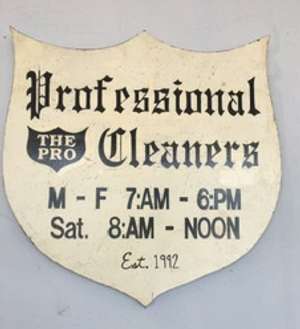 Professional
THE
PRO
Cleaners
M - F 7:AM - 6:PM
Sat. 8:AM - NOON
Est. 1992